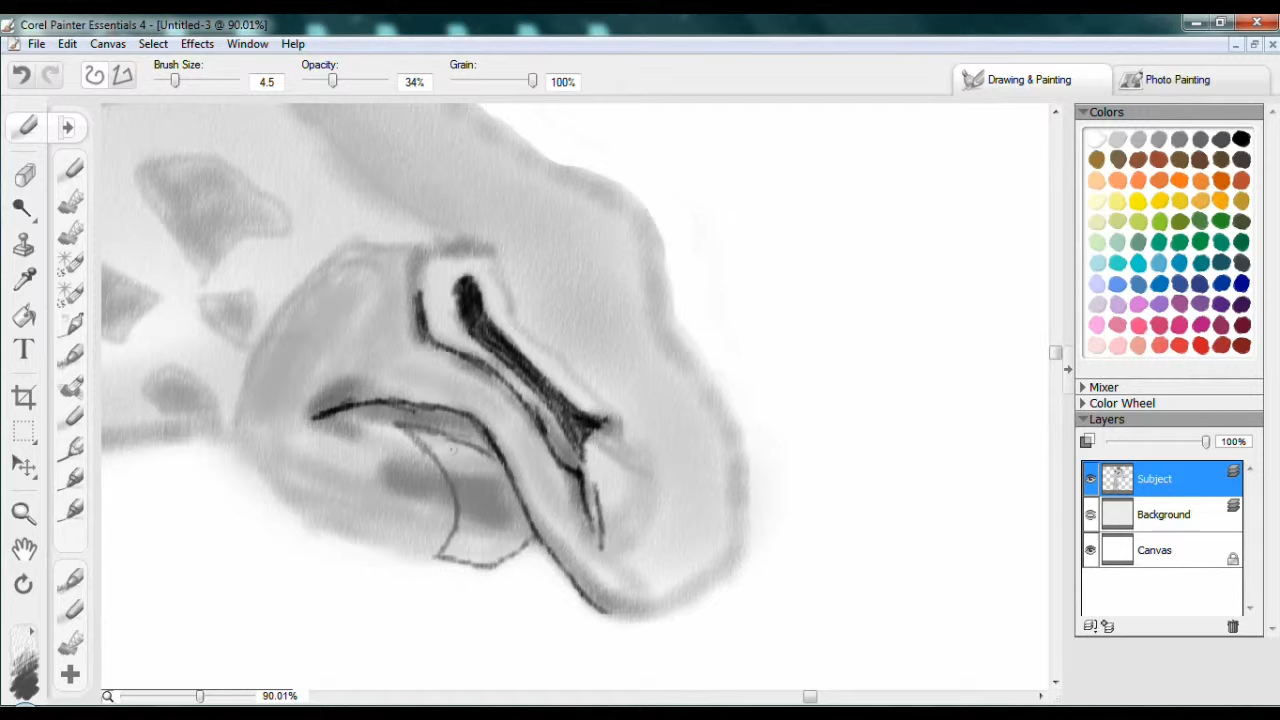 Corel Painter Essentials 4 - [Untitled-3 @ 90.01%]
File Edit Canvas Select Effects Window Help
Brush Size: Opacity: Grain:
4.5 34% 100%
Drawing & Painting Photo Painting
Colors
T
Mixer
Color Wheel
Layers
100%
Subject
Background
Canvas
90.01%